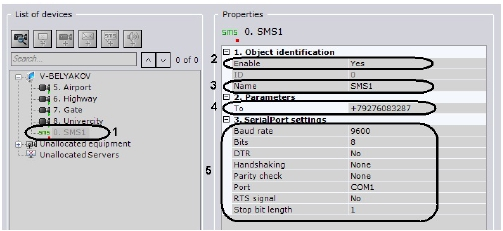 List of devices
Search...
0 of 0
V-BELYAKOV
5. Airport
6. Highway
7. Gate
8. University
sms 0. SMS1
1
Unallocated equipment
Unallocated Servers
Properties
sms 0. SMS1
1. Object identification
2 Enable Yes
ID 0
3 Name SMS1
2. Parameters
4 To +79276083287
3. SerialPort settings
Baud rate 9600
Bits 8
DTR No
Handshaking None
5 Parity check None
Port COM1
RTS signal No
Stop bit length 1